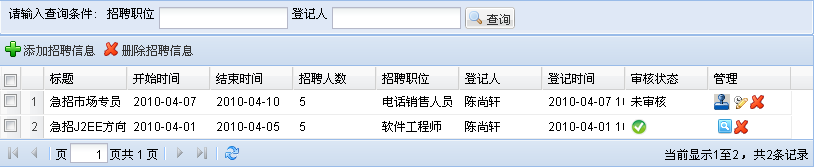 请输入查询条件: 招聘职位 登记人 查询
添加招聘信息 删除招聘信息
标题 开始时间 结束时间 招聘人数 招聘职位 登记人 登记时间 审核状态 管理
1 急招市场专员 2010-04-07 2010-04-10 5 电话销售人员 陈尚轩 2010-04-07 1 未审核
2 急招J2EE方向 2010-04-01 2010-04-05 5 软件工程师 陈尚轩 2010-04-01 1
页 1 页共 1 页 当前显示1至2，共2条记录